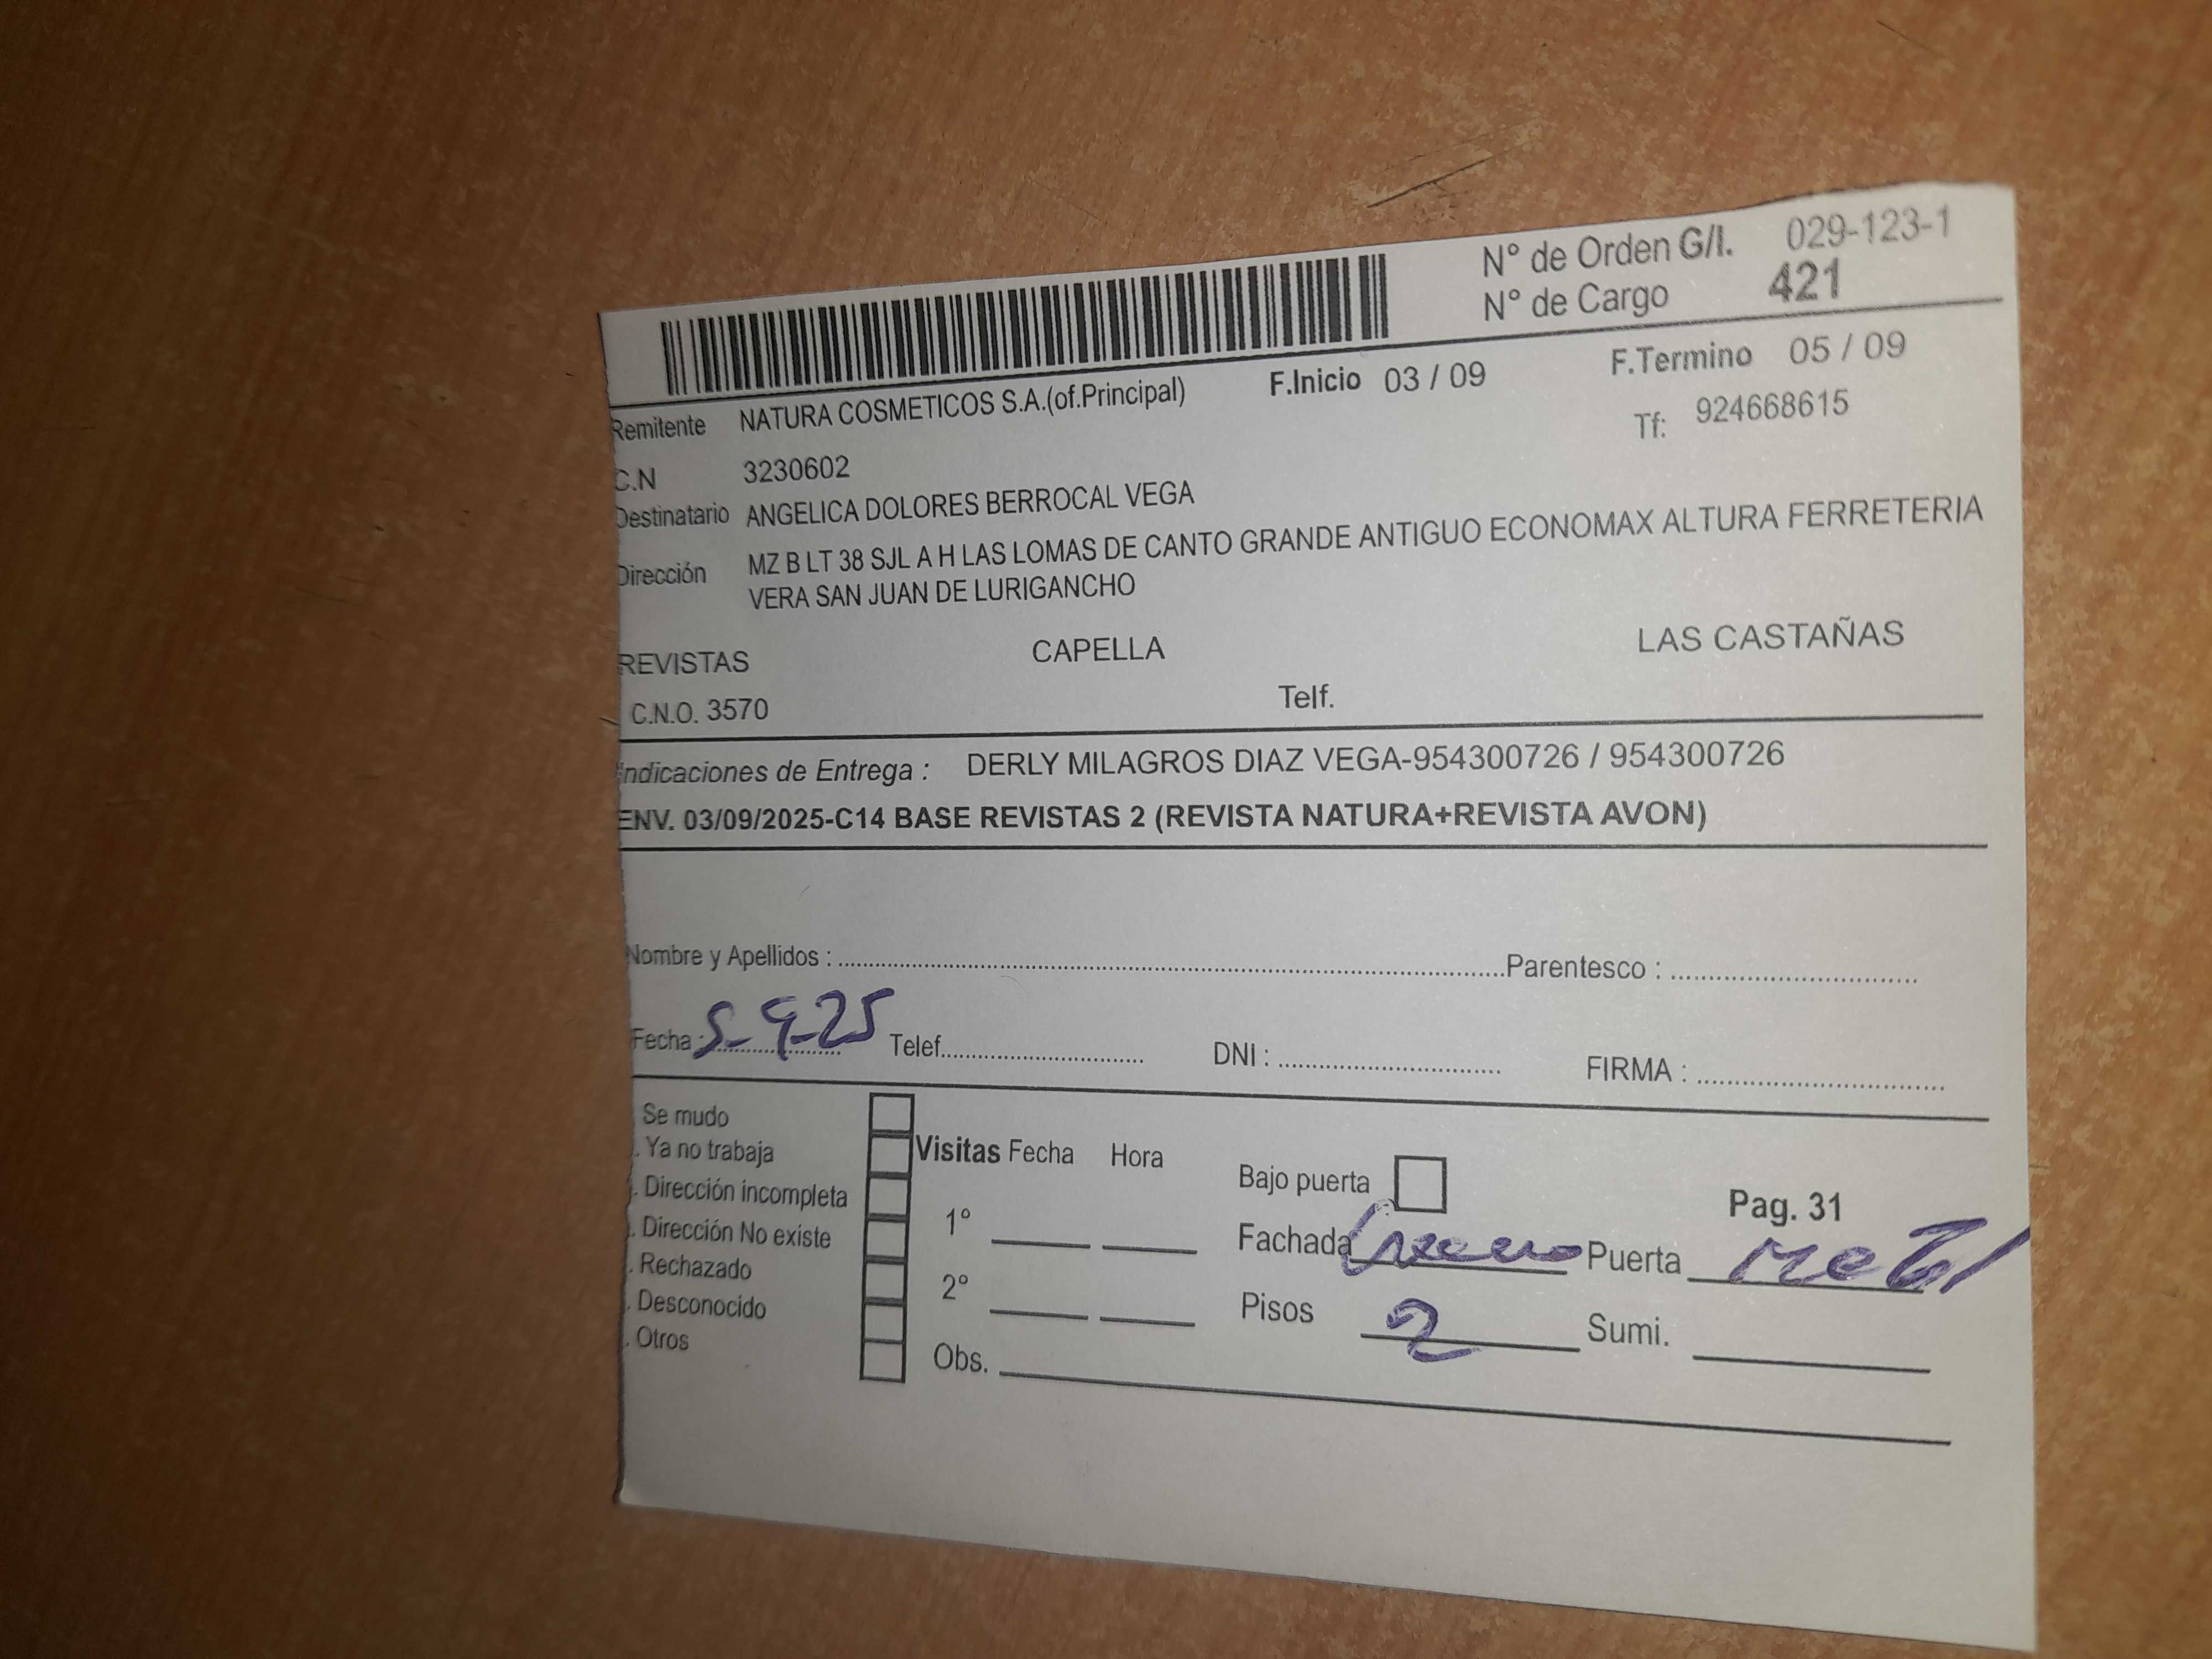 N° de Orden G/I. 029-123-1
N° de Cargo 421
F.Inicio 03 / 09 F.Termino 05 / 09
Remitente NATURA COSMETICOS S.A.(of.Principal)
Tf: 924668615
C.N 3230602
Destinatario ANGELICA DOLORES BERROCAL VEGA
Dirección MZ B LT 38 SJL A H LAS LOMAS DE CANTO GRANDE ANTIGUO ECONOMAX ALTURA FERRETERIA
VERA SAN JUAN DE LURIGANCHO
REVISTAS CAPELLA LAS CASTAÑAS
C.N.O. 3570 Telf.
Indicaciones de Entrega : DERLY MILAGROS DIAZ VEGA-954300726 / 954300726
ENV. 03/09/2025-C14 BASE REVISTAS 2 (REVISTA NATURA+REVISTA AVON)
Nombre y Apellidos : Parentesco :
Fecha : 5-9-25 Telef. DNI : FIRMA :
. Se mudo
. Ya no trabaja
. Dirección incompleta
. Dirección No existe
. Rechazado
. Desconocido
. Otros
Visitas Fecha Hora
1°
2°
Obs.
Bajo puerta
Pag. 31
Fachada Puerta Metal
Pisos 2 Sumi.